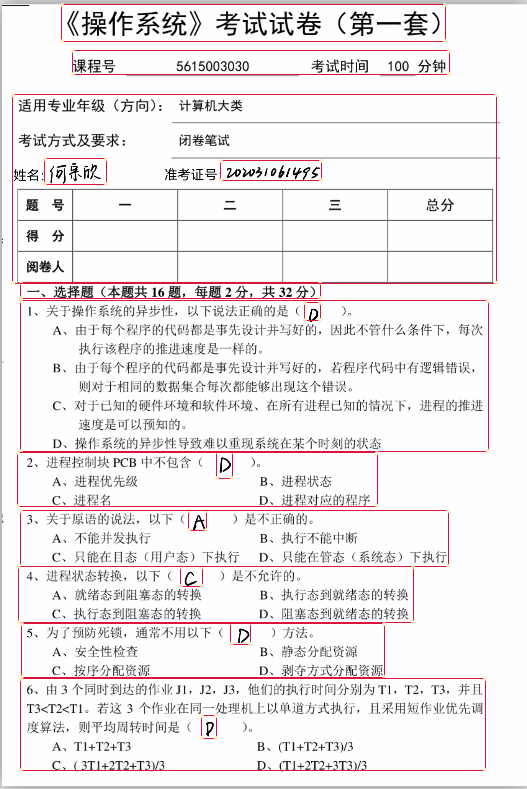 《操作系统》考试试卷（第一套）
课程号 5615003030 考试时间 100 分钟
适用专业年级（方向）： 计算机大类
考试方式及要求： 闭卷笔试
姓名: 何采欣 准考证号: 202031061495
题 号 一 二 三 总分
得 分
阅卷人
一、选择题（本题共 16 题，每题 2 分，共 32 分）
1、关于操作系统的异步性，以下说法正确的是（ D ）。
A、由于每个程序的代码都是事先设计并写好的，因此不管什么条件下，每次
执行该程序的推进速度是一样的。
B、由于每个程序的代码都是事先设计并写好的，若程序代码中有逻辑错误，
则对于相同的数据集合每次都能够出现这个错误。
C、对于已知的硬件环境和软件环境、在所有进程已知的情况下，进程的推进
速度是可以预知的。
D、操作系统的异步性导致难以重现系统在某个时刻的状态
2、进程控制块 PCB 中不包含（ D ）。
A、进程优先级 B、进程状态
C、进程名 D、进程对应的程序
3、关于原语的说法，以下（ A ）是不正确的。
A、不能并发执行 B、执行不能中断
C、只能在目态（用户态）下执行 D、只能在管态（系统态）下执行
4、进程状态转换，以下（ C ）是不允许的。
A、就绪态到阻塞态的转换 B、执行态到就绪态的转换
C、执行态到阻塞态的转换 D、阻塞态到就绪态的转换
5、为了预防死锁，通常不用以下（ D ）方法。
A、安全性检查 B、静态分配资源
C、按序分配资源 D、剥夺方式分配资源
6、由 3 个同时到达的作业 J1，J2，J3，他们的执行时间分别为 T1，T2，T3，并且
T3<T2<T1。若这 3 个作业在同一处理机上以单道方式执行，且采用短作业优先调
度算法，则平均周转时间是（ D ）。
A、T1+T2+T3 B、(T1+T2+T3)/3
C、( 3T1+2T2+T3)/3 D、(T1+2T2+3T3)/3